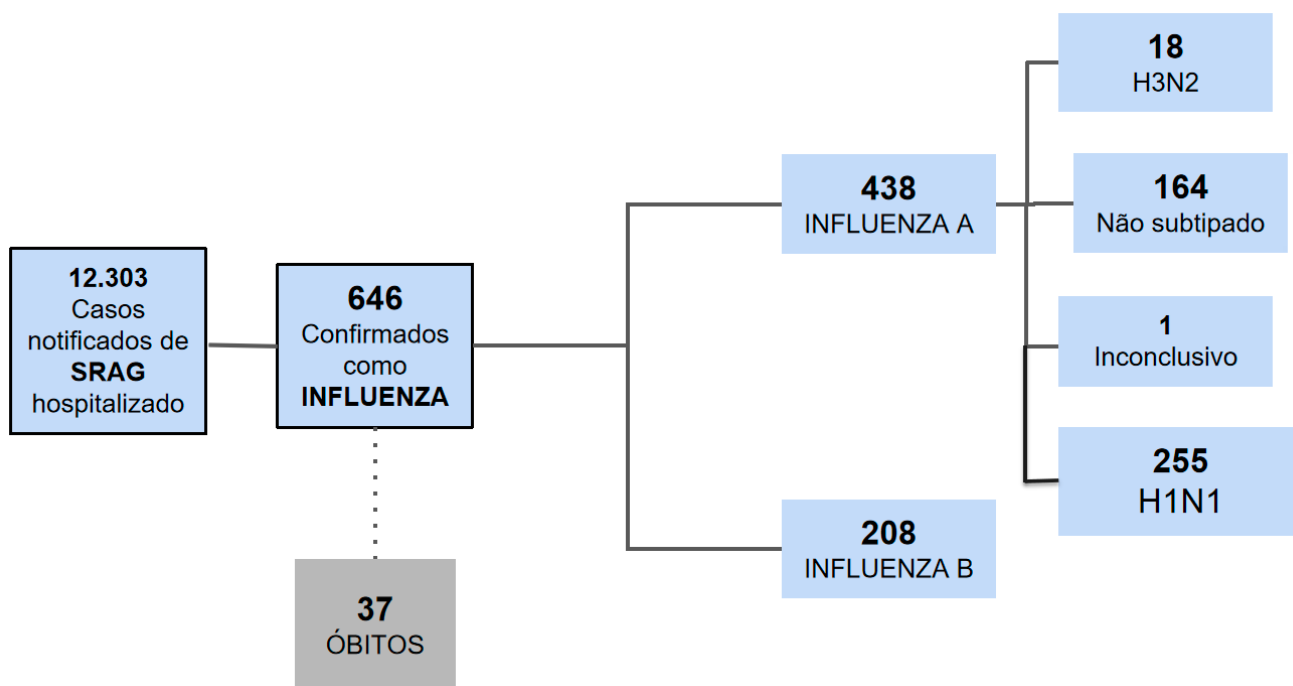 12.303
Casos
notificados de
SRAG
hospitalizado
646
Confirmados
como
INFLUENZA
37
ÓBITOS
438
INFLUENZA A
208
INFLUENZA B
18
H3N2
164
Não subtipado
1
Inconclusivo
255
H1N1